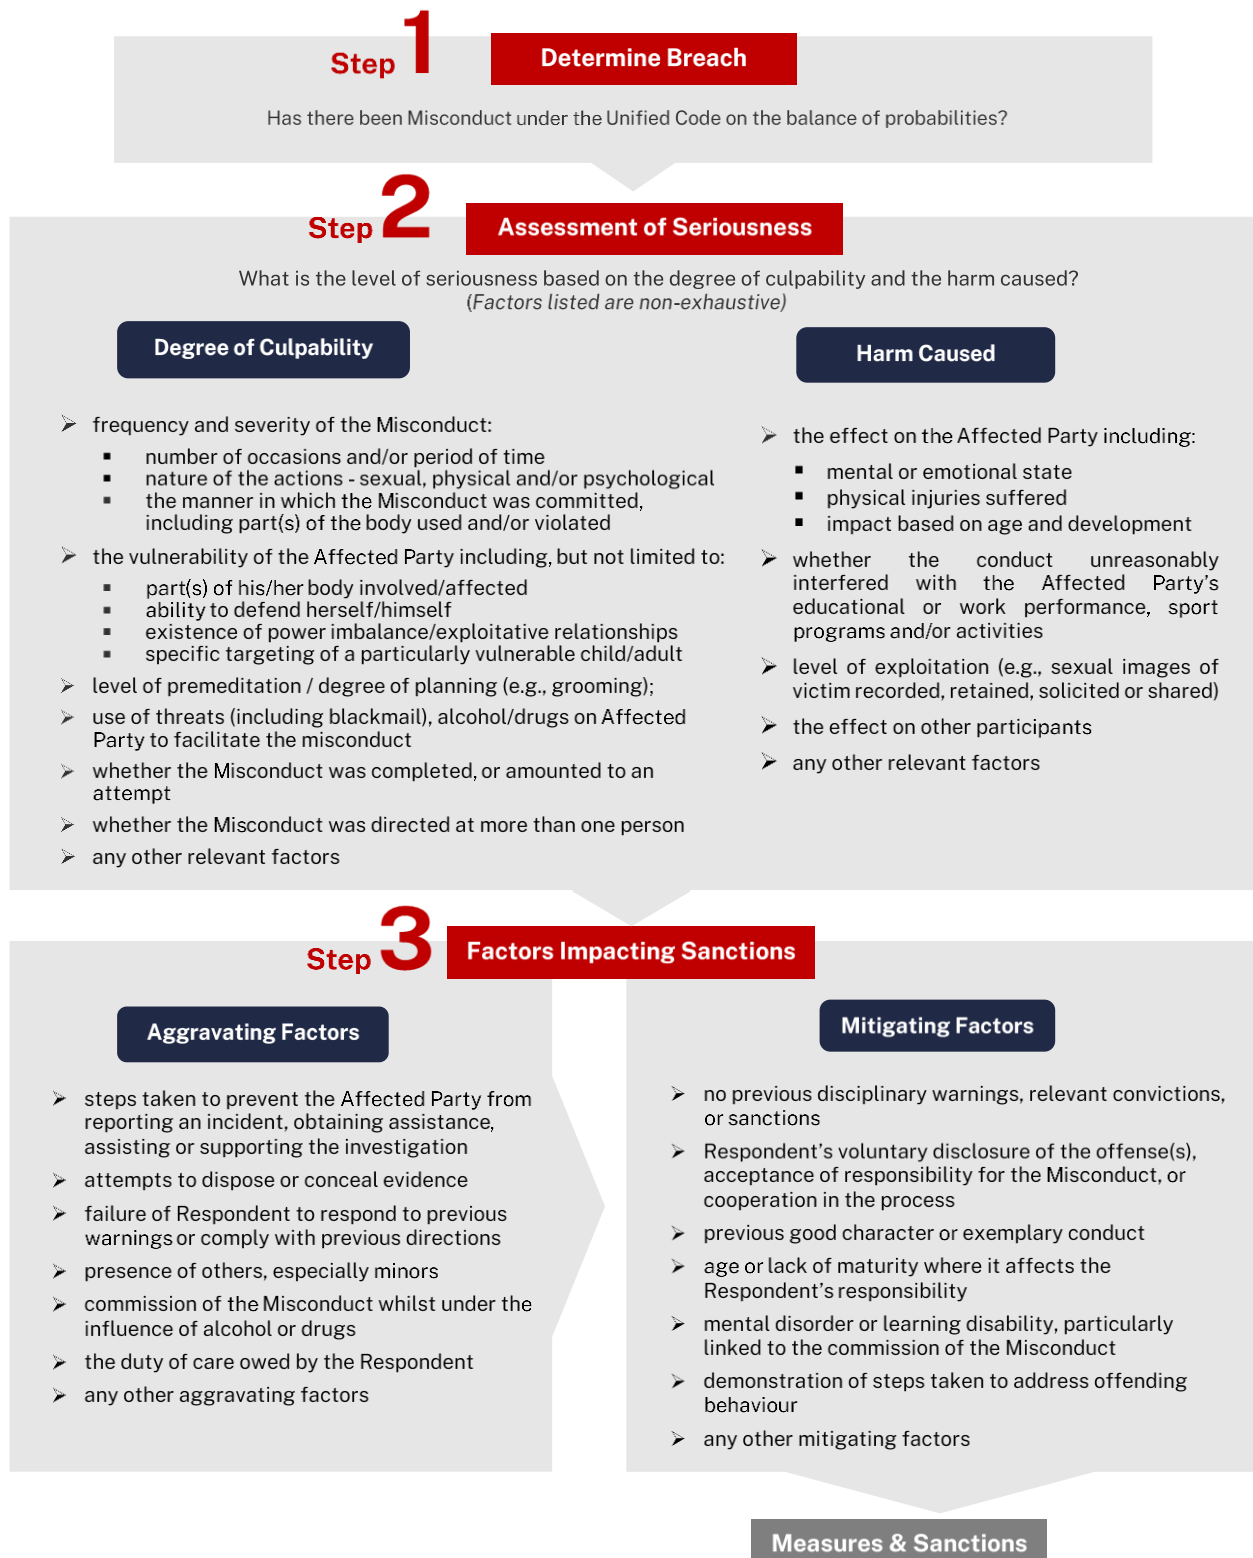 Step 1
Determine Breach
Has there been Misconduct under the Unified Code on the balance of probabilities?
Step 2
Assessment of Seriousness
What is the level of seriousness based on the degree of culpability and the harm caused?
(Factors listed are non-exhaustive)
Degree of Culpability
➢ frequency and severity of the Misconduct:
▪ number of occasions and/or period of time
▪ nature of the actions - sexual, physical and/or psychological
▪ the manner in which the Misconduct was committed,
including part(s) of the body used and/or violated
➢ the vulnerability of the Affected Party including, but not limited to:
▪ part(s) of his/her body involved/affected
▪ ability to defend herself/himself
▪ existence of power imbalance/exploitative relationships
▪ specific targeting of a particularly vulnerable child/adult
➢ level of premeditation / degree of planning (e.g., grooming);
➢ use of threats (including blackmail), alcohol/drugs on Affected
Party to facilitate the misconduct
➢ whether the Misconduct was completed, or amounted to an
attempt
➢ whether the Misconduct was directed at more than one person
➢ any other relevant factors
Harm Caused
➢ the effect on the Affected Party including:
▪ mental or emotional state
▪ physical injuries suffered
▪ impact based on age and development
➢ whether the conduct unreasonably
interfered with the Affected Party’s
educational or work performance, sport
programs and/or activities
➢ level of exploitation (e.g., sexual images of
victim recorded, retained, solicited or shared)
➢ the effect on other participants
➢ any other relevant factors
Step 3
Factors Impacting Sanctions
Aggravating Factors
➢ steps taken to prevent the Affected Party from
reporting an incident, obtaining assistance,
assisting or supporting the investigation
➢ attempts to dispose or conceal evidence
➢ failure of Respondent to respond to previous
warnings or comply with previous directions
➢ presence of others, especially minors
➢ commission of the Misconduct whilst under the
influence of alcohol or drugs
➢ the duty of care owed by the Respondent
➢ any other aggravating factors
Mitigating Factors
➢ no previous disciplinary warnings, relevant convictions,
or sanctions
➢ Respondent’s voluntary disclosure of the offense(s),
acceptance of responsibility for the Misconduct, or
cooperation in the process
➢ previous good character or exemplary conduct
➢ age or lack of maturity where it affects the
Respondent’s responsibility
➢ mental disorder or learning disability, particularly
linked to the commission of the Misconduct
➢ demonstration of steps taken to address offending
behaviour
➢ any other mitigating factors
Measures & Sanctions